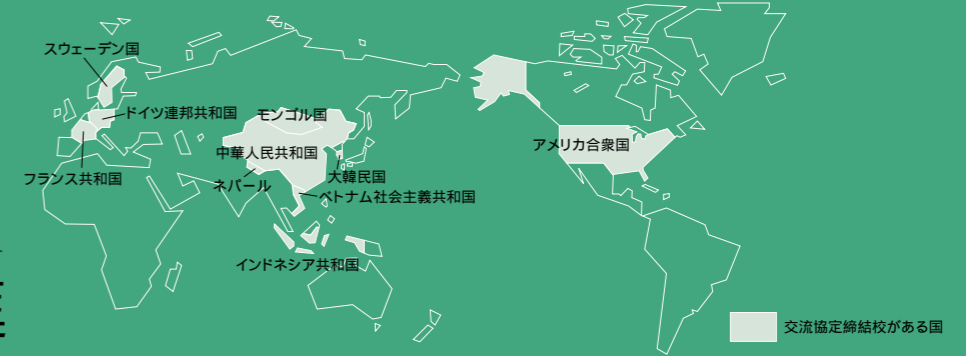 スウェーデン国
ドイツ連邦共和国
モンゴル国
中華人民共和国
アメリカ合衆国
フランス共和国
ネパール
大韓民国
ベトナム社会主義共和国
インドネシア共和国
交流協定締結校がある国